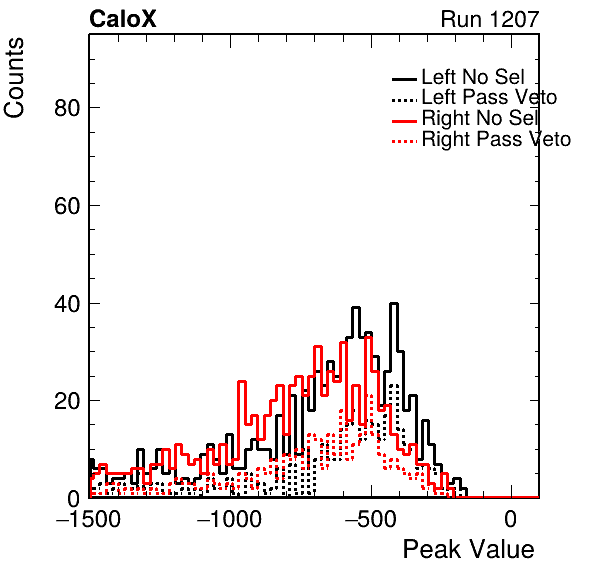 CaloX Run 1207
Counts
80
60
40
20
0
Left No Sel
Left Pass Veto
Right No Sel
Right Pass Veto
−1500 −1000 −500 0
Peak Value